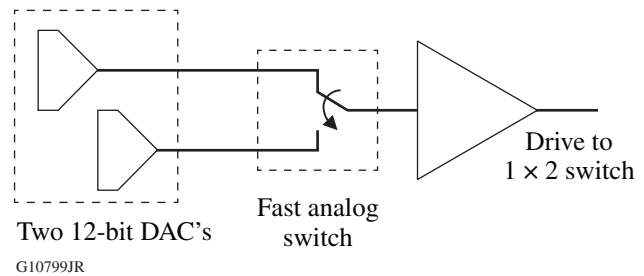 Drive to
1 × 2 switch
Two 12-bit DAC's
Fast analog
switch
G10799JR